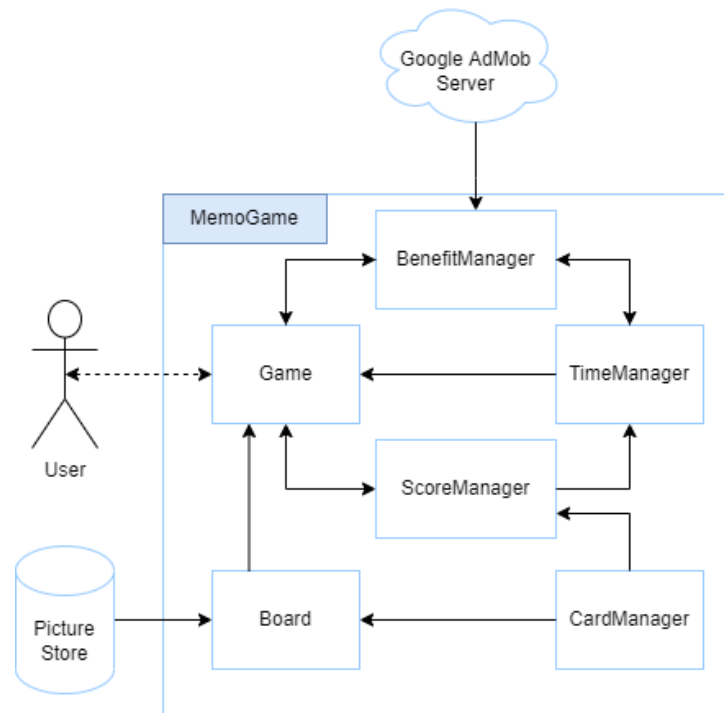 Google AdMob
Server
MemoGame
BenefitManager
Game
TimeManager
User
ScoreManager
Picture
Store
Board
CardManager